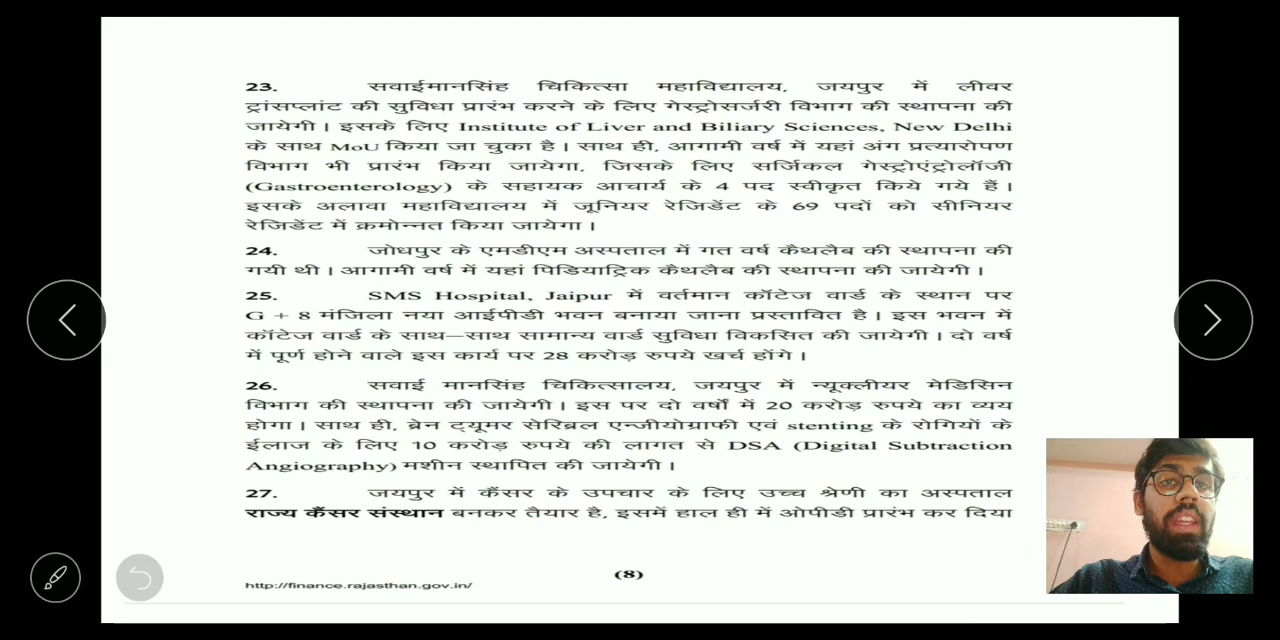 23. सवाईमानसिंह चिकित्सा महाविद्यालय, जयपुर में लीवर
ट्रांसप्लांट की सुविधा प्रारंभ करने के लिए गेस्ट्रोसर्जरी विभाग की स्थापना की
जायेगी। इसके लिए Institute of Liver and Biliary Sciences, New Delhi
के साथ MoU किया जा चुका है। साथ ही, आगामी वर्ष में यहां अंग प्रत्यारोपण
विभाग भी प्रारंभ किया जायेगा, जिसके लिए सर्जिकल गेस्ट्रोएंट्रोलॉजी
(Gastroenterology) के सहायक आचार्य के 4 पद स्वीकृत किये गये हैं।
इसके अलावा महाविद्यालय में जूनियर रेजिडेंट के 69 पदों को सीनियर
रेजिडेंट में क्रमोन्नत किया जायेगा।
24. जोधपुर के एमडीएम अस्पताल में गत वर्ष कैथलैब की स्थापना की
गयी थी। आगामी वर्ष में यहां पिडियाट्रिक कैथलैब की स्थापना की जायेगी।
25. SMS Hospital, Jaipur में वर्तमान कॉटेज वार्ड के स्थान पर
G + 8 मंजिला नया आईपीडी भवन बनाया जाना प्रस्तावित है। इस भवन में
कॉटेज वार्ड के साथ–साथ सामान्य वार्ड सुविधा विकसित की जायेगी। दो वर्ष
में पूर्ण होने वाले इस कार्य पर 28 करोड़ रुपये खर्च होंगे।
26. सवाई मानसिंह चिकित्सालय, जयपुर में न्यूक्लीयर मेडिसिन
विभाग की स्थापना की जायेगी। इस पर दो वर्षों में 20 करोड़ रुपये का व्यय
होगा। साथ ही, ब्रेन ट्यूमर सेरिब्रल एन्जीयोग्राफी एवं stenting के रोगियों के
ईलाज के लिए 10 करोड़ रुपये की लागत से DSA (Digital Subtraction
Angiography) मशीन स्थापित की जायेगी।
27. जयपुर में कैंसर के उपचार के लिए उच्च श्रेणी का अस्पताल
राज्य कैंसर संस्थान बनकर तैयार है, इसमें हाल ही में ओपीडी प्रारंभ कर दिया
(8)
http://finance.rajasthan.gov.in/